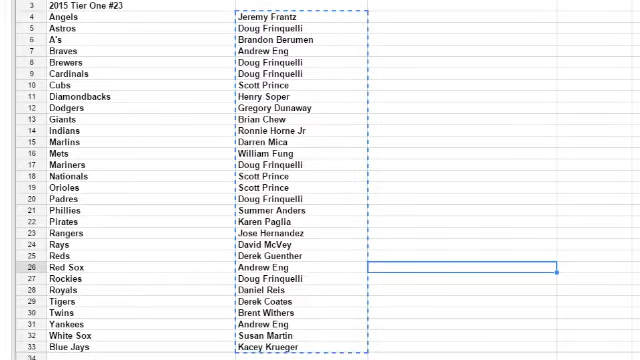 3 2015 Tier One #23
4 Angels Jeremy Frantz
5 Astros Doug Frinquelli
6 A's Brandon Berumen
7 Braves Andrew Eng
8 Brewers Doug Frinquelli
9 Cardinals Doug Frinquelli
10 Cubs Scott Prince
11 Diamondbacks Henry Soper
12 Dodgers Gregory Dunaway
13 Giants Brian Chew
14 Indians Ronnie Horne Jr
15 Marlins Darren Mica
16 Mets William Fung
17 Mariners Doug Frinquelli
18 Nationals Scott Prince
19 Orioles Scott Prince
20 Padres Doug Frinquelli
21 Phillies Summer Anders
22 Pirates Karen Paglia
23 Rangers Jose Hernandez
24 Rays David McVey
25 Reds Derek Guenther
26 Red Sox Andrew Eng
27 Rockies Doug Frinquelli
28 Royals Daniel Reis
29 Tigers Derek Coates
30 Twins Brent Withers
31 Yankees Andrew Eng
32 White Sox Susan Martin
33 Blue Jays Kacey Krueger
34